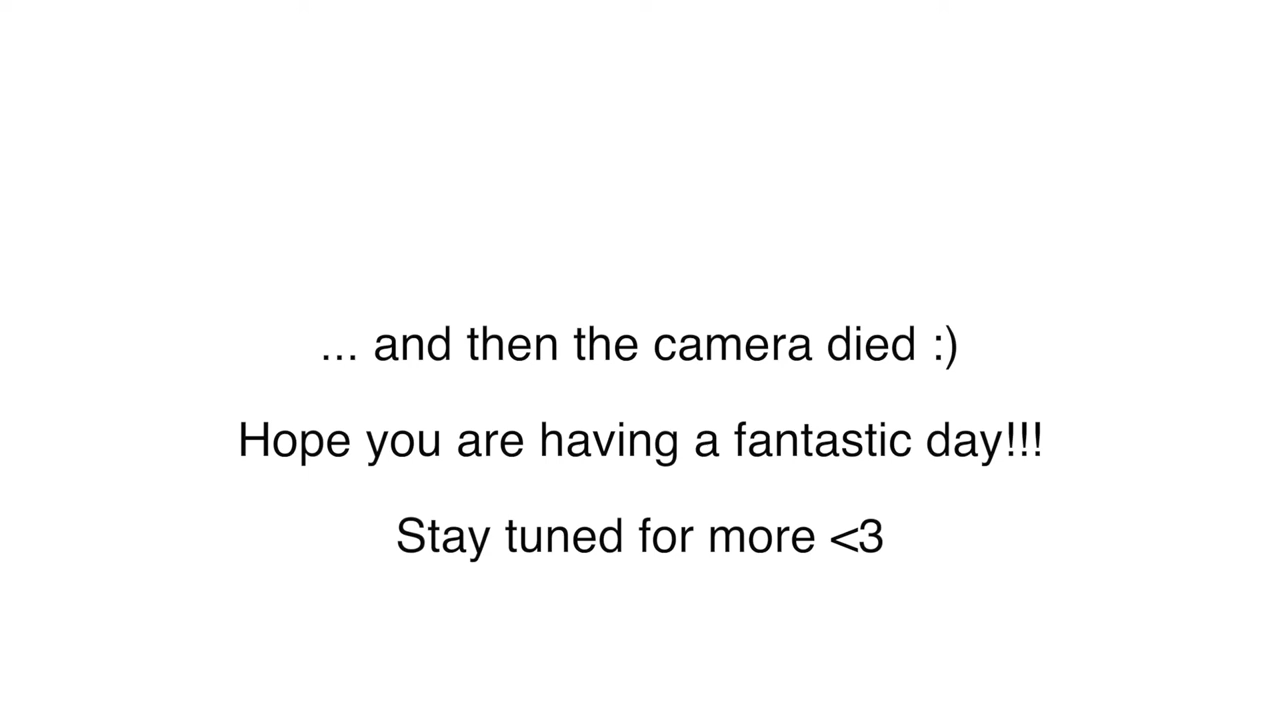 ... and then the camera died :)
Hope you are having a fantastic day!!!
Stay tuned for more <3